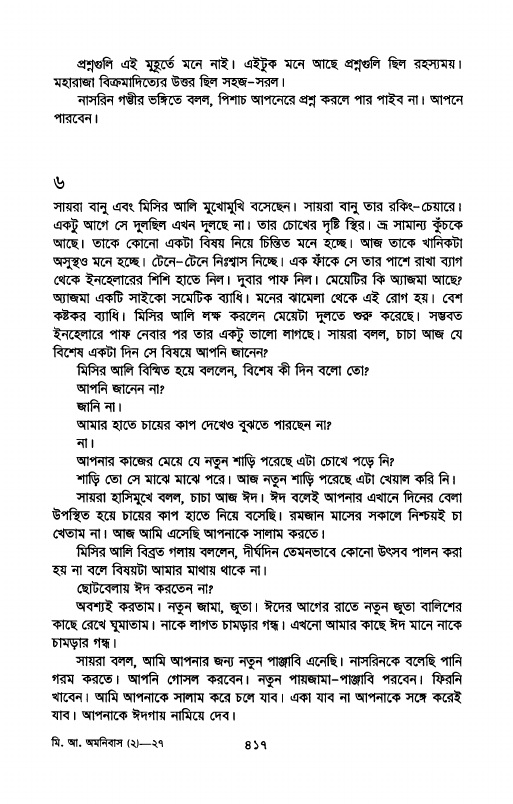 প্রশ্নগুলি এই মুহূর্তে মনে নাই। এইটুক মনে আছে প্রশ্নগুলি ছিল রহস্যময়।
মহারাজা বিক্রমাদিত্যের উত্তর ছিল সহজ-সরল।
নাসরিন গম্ভীর ভঙ্গিতে বলল, পিশাচ আপনেরে প্রশ্ন করলে পার পাইব না। আপনে
পারবেন।
৬
সায়রা বানু এবং মিসির আলি মুখোমুখি বসেছেন। সায়রা বানু তার রকিং-চেয়ারে।
একটু আগে সে দুলছিল এখন দুলছে না। তার চোখের দৃষ্টি স্থির। ভ্রূ সামান্য কুঁচকে
আছে। তাকে কোনো একটা বিষয় নিয়ে চিন্তিত মনে হচ্ছে। আজ তাকে খানিকটা
অসুস্থও মনে হচ্ছে। টেনে-টেনে নিঃশ্বাস নিচ্ছে। এক ফাঁকে সে তার পাশে রাখা ব্যাগ
থেকে ইনহেলারের শিশি হাতে নিল। দুবার পাফ নিল। মেয়েটির কি অ্যাজমা আছে?
অ্যাজমা একটি সাইকো সমেটিক ব্যাধি। মনের ঝামেলা থেকে এই রোগ হয়। বেশ
কষ্টকর ব্যাধি। মিসির আলি লক্ষ করলেন মেয়েটা দুলতে শুরু করেছে। সম্ভবত
ইনহেলারে পাফ নেবার পর তার একটু ভালো লাগছে। সায়রা বলল, চাচা আজ যে
বিশেষ একটা দিন সে বিষয়ে আপনি জানেন?
মিসির আলি বিস্মিত হয়ে বললেন, বিশেষ কী দিন বলো তো?
আপনি জানেন না?
জানি না।
আমার হাতে চায়ের কাপ দেখেও বুঝতে পারছেন না?
না।
আপনার কাজের মেয়ে যে নতুন শাড়ি পরেছে এটা চোখে পড়ে নি?
শাড়ি তো সে মাঝে মাঝে পরে। আজ নতুন শাড়ি পরেছে এটা খেয়াল করি নি।
সায়রা হাসিমুখে বলল, চাচা আজ ঈদ। ঈদ বলেই আপনার এখানে দিনের বেলা
উপস্থিত হয়ে চায়ের কাপ হাতে নিয়ে বসেছি। রমজান মাসের সকালে নিশ্চয়ই চা
খেতাম না। আজ আমি এসেছি আপনাকে সালাম করতে।
মিসির আলি বিব্রত গলায় বললেন, দীর্ঘদিন তেমনভাবে কোনো উৎসব পালন করা
হয় না বলে বিষয়টা আমার মাথায় থাকে না।
ছোটবেলায় ঈদ করতেন না?
অবশ্যই করতাম। নতুন জামা, জুতা। ঈদের আগের রাতে নতুন জুতা বালিশের
কাছে রেখে ঘুমাতাম। নাকে লাগত চামড়ার গন্ধ। এখনো আমার কাছে ঈদ মানে নাকে
চামড়ার গন্ধ।
সায়রা বলল, আমি আপনার জন্য নতুন পাঞ্জাবি এনেছি। নাসরিনকে বলেছি পানি
গরম করতে। আপনি গোসল করবেন। নতুন পায়জামা-পাঞ্জাবি পরবেন। ফিরনি
খাবেন। আমি আপনাকে সালাম করে চলে যাব। একা যাব না আপনাকে সঙ্গে করেই
যাব। আপনাকে ঈদগায় নামিয়ে দেব।
মি. আ. অমনিবাস (২)—২৭
৪১৭